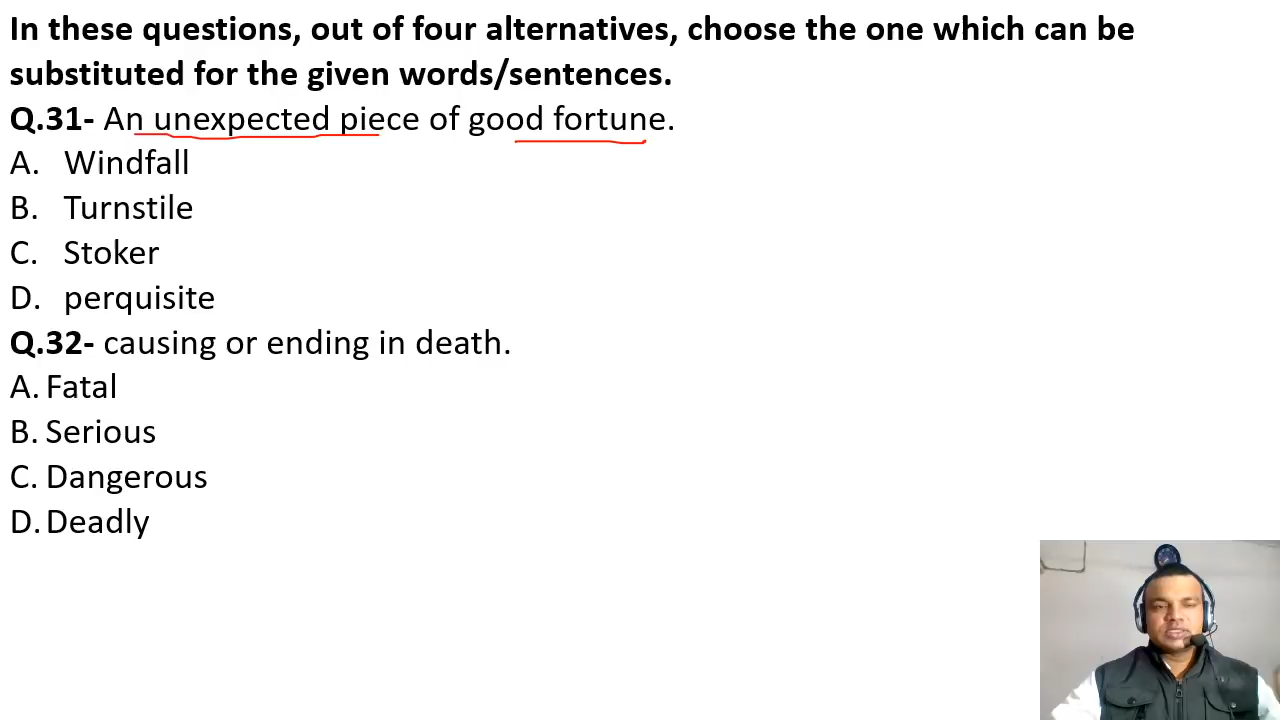 In these questions, out of four alternatives, choose the one which can be
substituted for the given words/sentences.
Q.31- An unexpected piece of good fortune.
A. Windfall
B. Turnstile
C. Stoker
D. perquisite
Q.32- causing or ending in death.
A. Fatal
B. Serious
C. Dangerous
D. Deadly